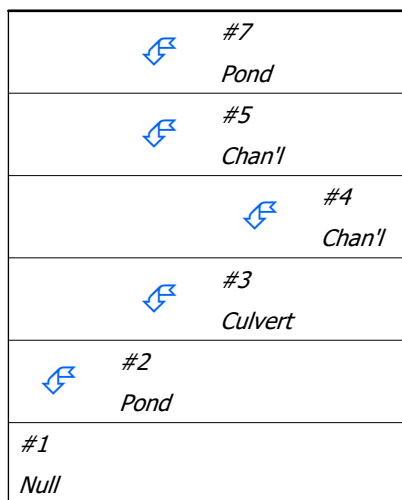 #7
Pond
#5
Chan'l
#4
Chan'l
#3
Culvert
#2
Pond
#1
Null